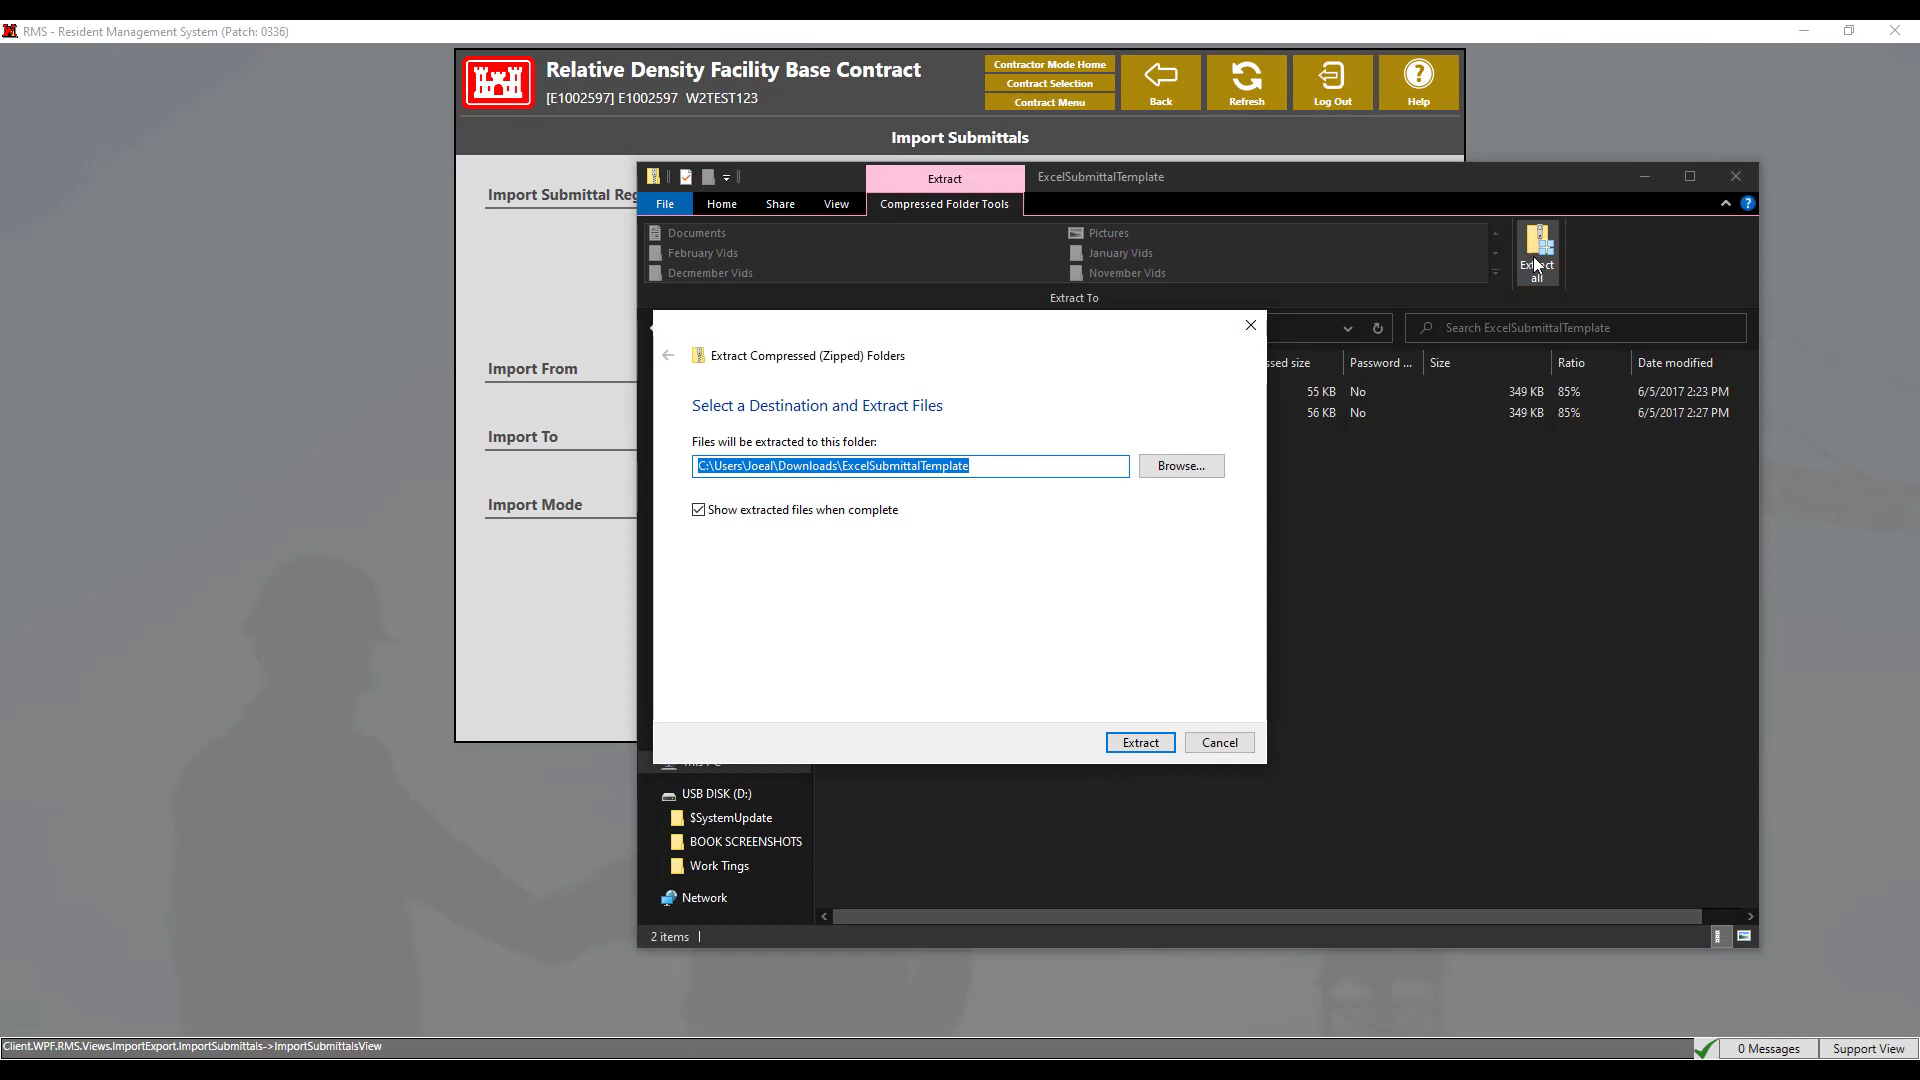 RMS - Resident Management System (Patch: 0336)
Relative Density Facility Base Contract
[E1002597] E1002597 W2TEST123
Contractor Mode Home
Contract Selection
Contract Menu
Back
Refresh
Log Out
Help
Import Submittals
Import Submittal Reg
Import From
Import To
Import Mode
Extract
ExcelSubmittalTemplate
File
Home
Share
View
Compressed Folder Tools
Documents
February Vids
Decmember Vids
Pictures
January Vids
November Vids
Extract To
Extract
all
Search ExcelSubmittalTemplate
ssed size
Password ...
Size
Ratio
Date modified
55 KB No 349 KB 85% 6/5/2017 2:23 PM
56 KB No 349 KB 85% 6/5/2017 2:27 PM
Extract Compressed (Zipped) Folders
Select a Destination and Extract Files
Files will be extracted to this folder:
C:\Users\Joeal\Downloads\ExcelSubmittalTemplate
Browse...
Show extracted files when complete
Extract
Cancel
USB DISK (D:)
$SystemUpdate
BOOK SCREENSHOTS
Work Tings
Network
2 items
Client.WPF.RMS.Views.ImportExport.ImportSubmittals->ImportSubmittalsView
0 Messages
Support View